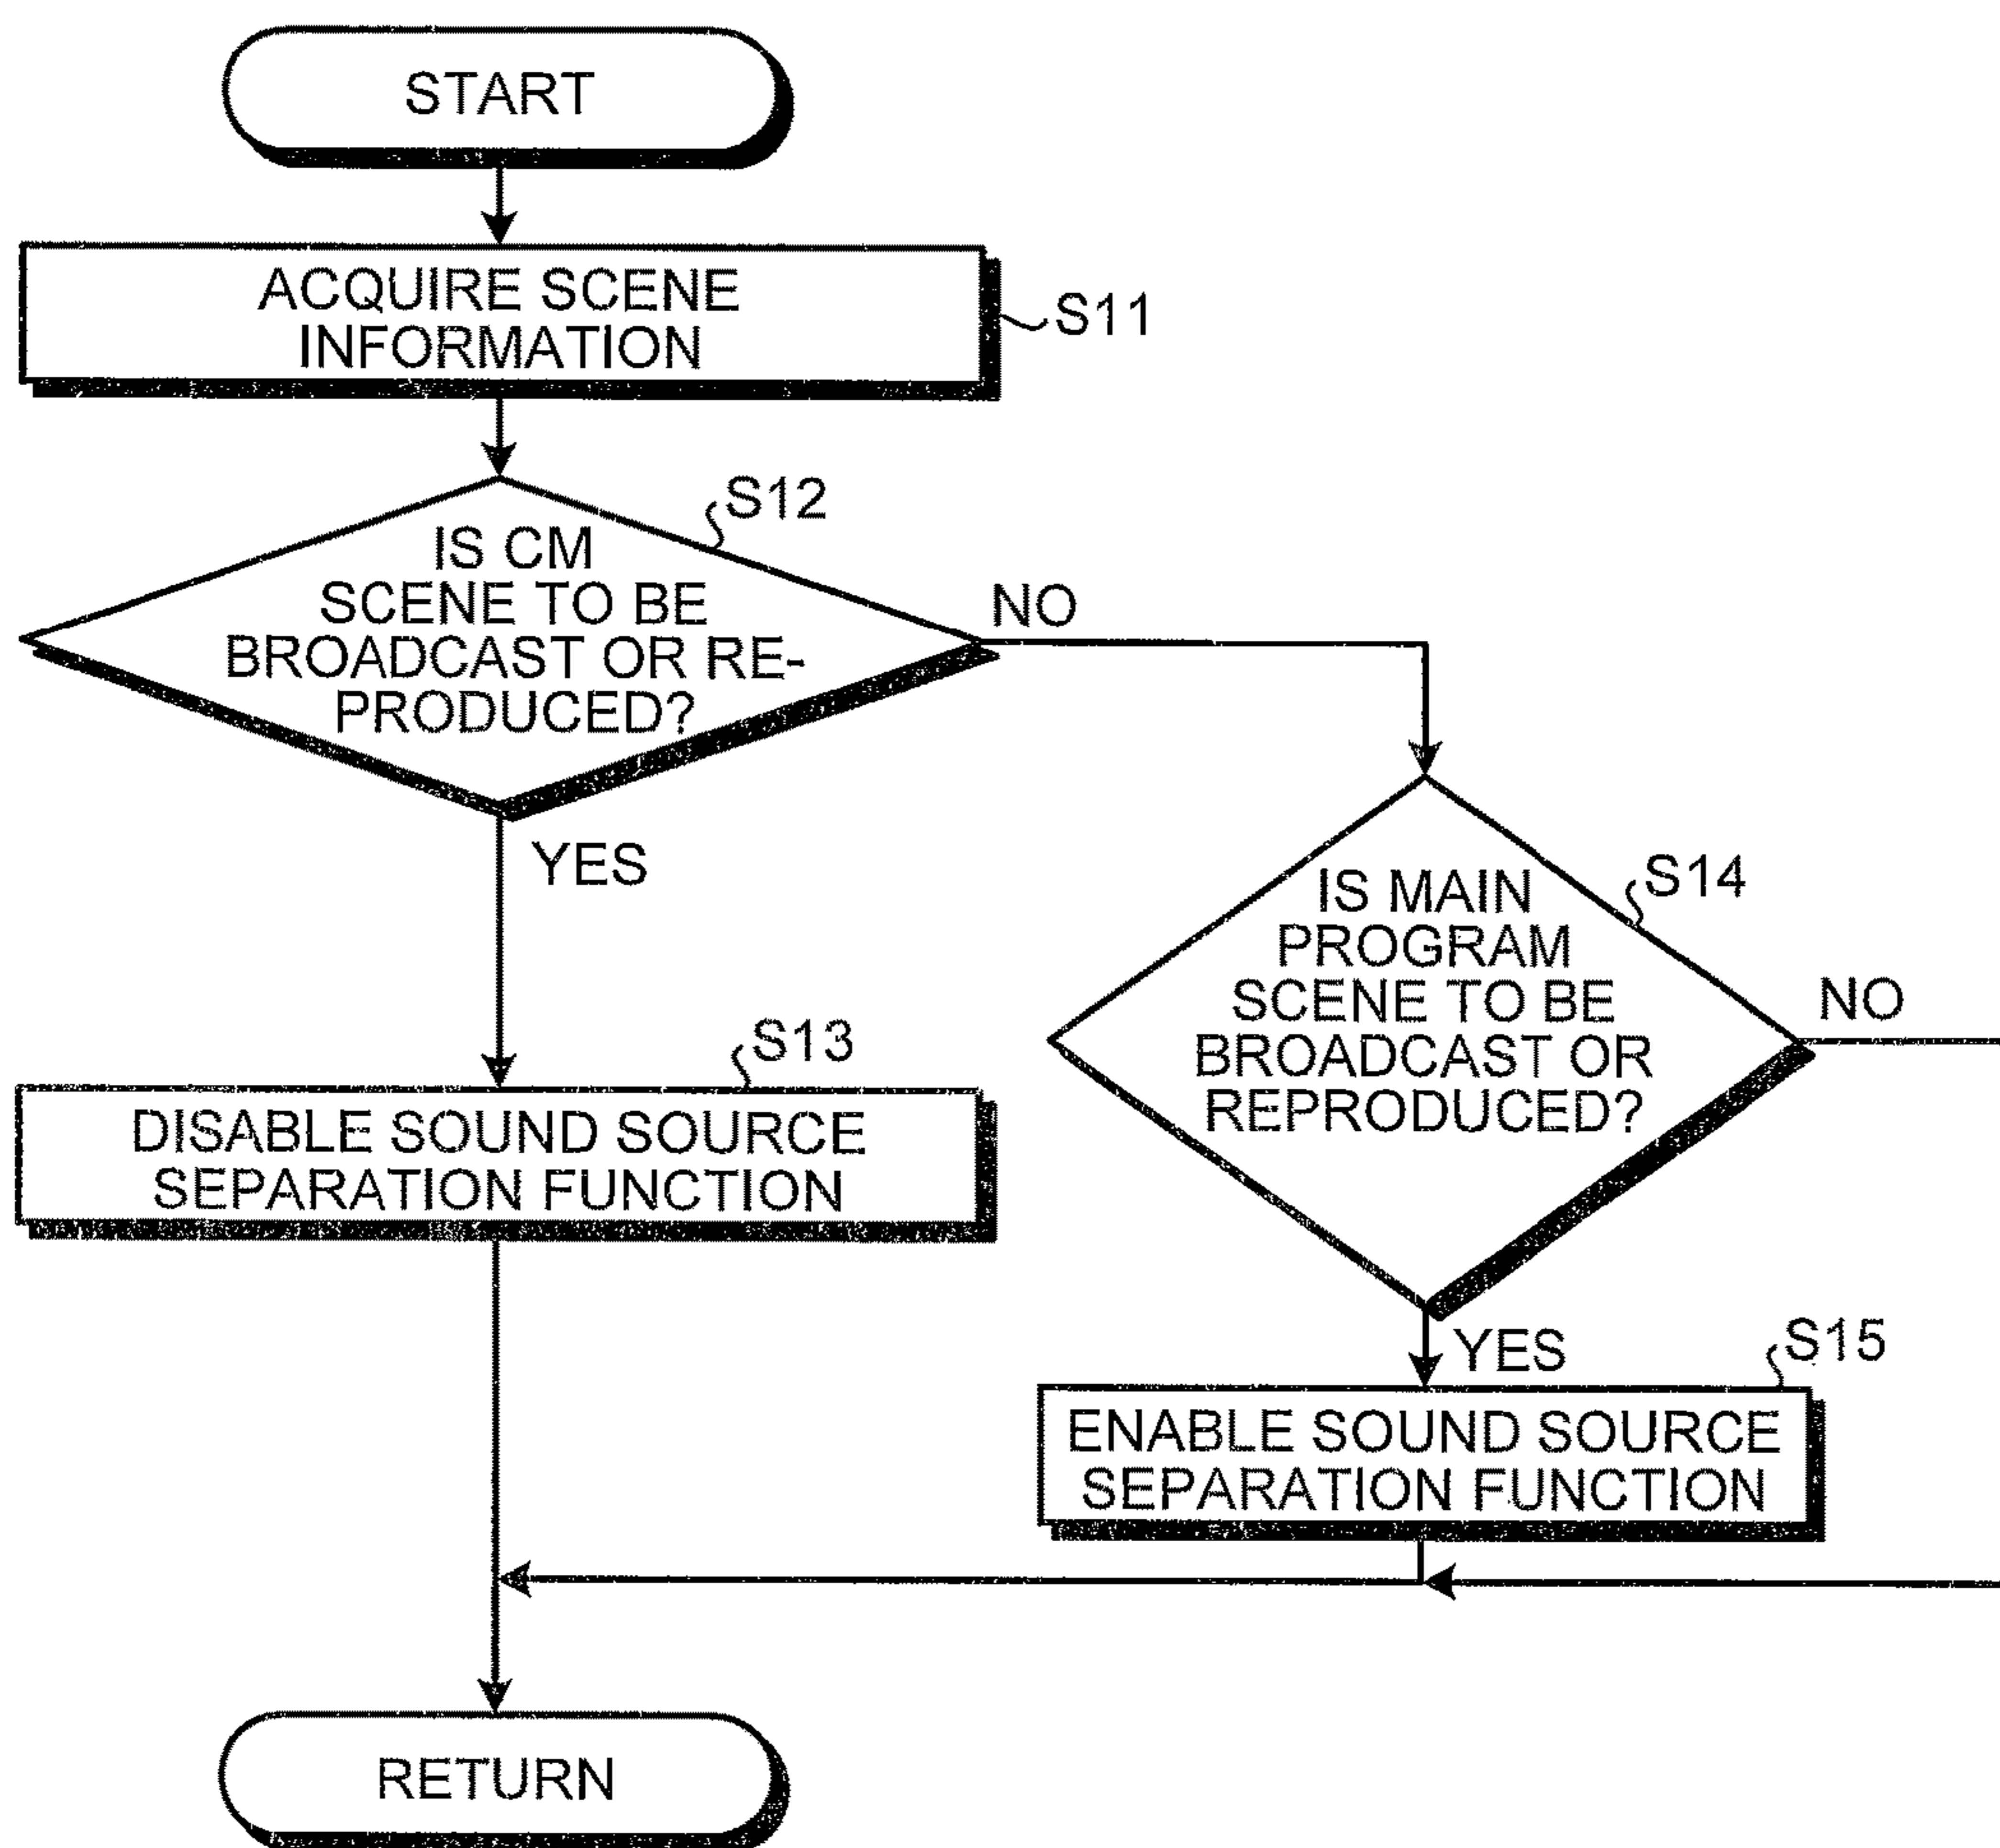 START
ACQUIRE SCENE
INFORMATION
S11
S12
IS CM
SCENE TO BE
BROADCAST OR RE-
PRODUCED?
NO
YES
S13
DISABLE SOUND SOURCE
SEPARATION FUNCTION
S14
IS MAIN
PROGRAM
SCENE TO BE
BROADCAST OR
REPRODUCED?
NO
YES
S15
ENABLE SOUND SOURCE
SEPARATION FUNCTION
RETURN